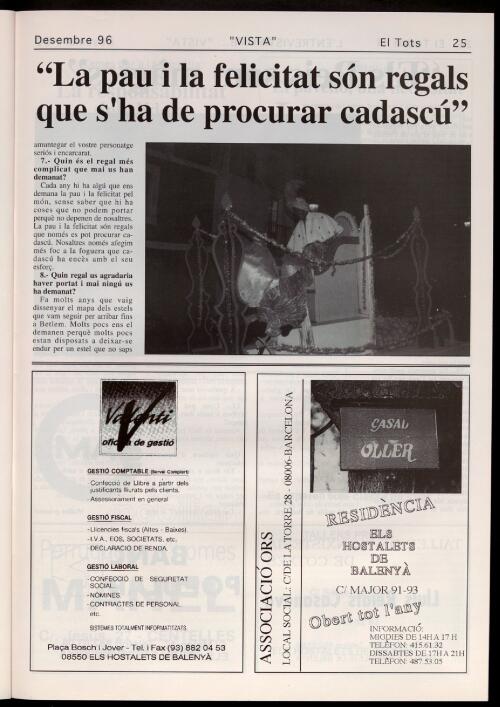 Desembre 96
"VISTA"
El Tots 25
“La pau i la felicitat són regals
que s'ha de procurar cadascú”
amantegar el vostre personatge
seriós i encarcarat.
7.- Quin és el regal més
complicat que mai us han
demanat?
Cada any hi ha algú que ens
demana la pau i la felicitat pel
món, sense saber que hi ha
coses que no podem portar
perquè no depenen de nosaltres.
La pau i la felicitat són regals
que només es pot procurar ca-
dascú. Nosaltres només afegim
més foc a la foguera que ca-
dascú ha encès amb el seu
esforç.
8.- Quin regal us agradaria
haver portat i mai ningú us
ha demanat?
Fa molts anys que vaig
dissenyar el mapa dels estels
que vam seguir per arribar fins
a Betlem. Molts pocs ens el
demanen perquè molts pocs
estan disposats a deixar-se
endur per un estel que no saps
Valentí
oficina de gestió
GESTIÓ COMPTABLE (Servei Complert)
-Confecció de Llibre a partir dels
justificants lliurats pels clients.
-Assessorament en general
GESTIÓ FISCAL
-Llicencies fiscals (Altes - Baixes).
-I.V.A., EOS, SOCIETATS, etc.
-DECLARACIO DE RENDA.
GESTIÓ LABORAL
-CONFECCIÓ DE SEGURETAT
SOCIAL.
-NOMINES
-CONTRACTES DE PERSONAL.
etc.
SISTEMES TOTALMENT INFORMATITZATS.
Plaça Bosch i Jover - Tel. i Fax (93) 882 04 53
08550 ELS HOSTALETS DE BALENYÀ
ASSOCIACIÓ ORS
LOCAL SOCIAL: C/DE LA TORRE 28 - 08006-BARCELONA
CASAL
OLLER
RESIDÈNCIA
ELS
HOSTALETS
DE
BALENYÀ
C/ MAJOR 91-93
Obert tot l'any
INFORMACIÓ:
MIGDIES DE 14H A 17 H
TELÈFON: 415.61.32
DISSABTES DE 17H A 21H
TELÈFON: 487.53.05